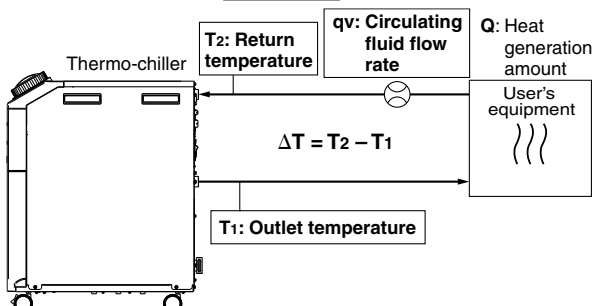 Thermo-chiller
T2: Return
temperature
qv: Circulating
fluid flow
rate
Q: Heat
generation
amount
User's
equipment
ΔT = T2 – T1
T1: Outlet temperature